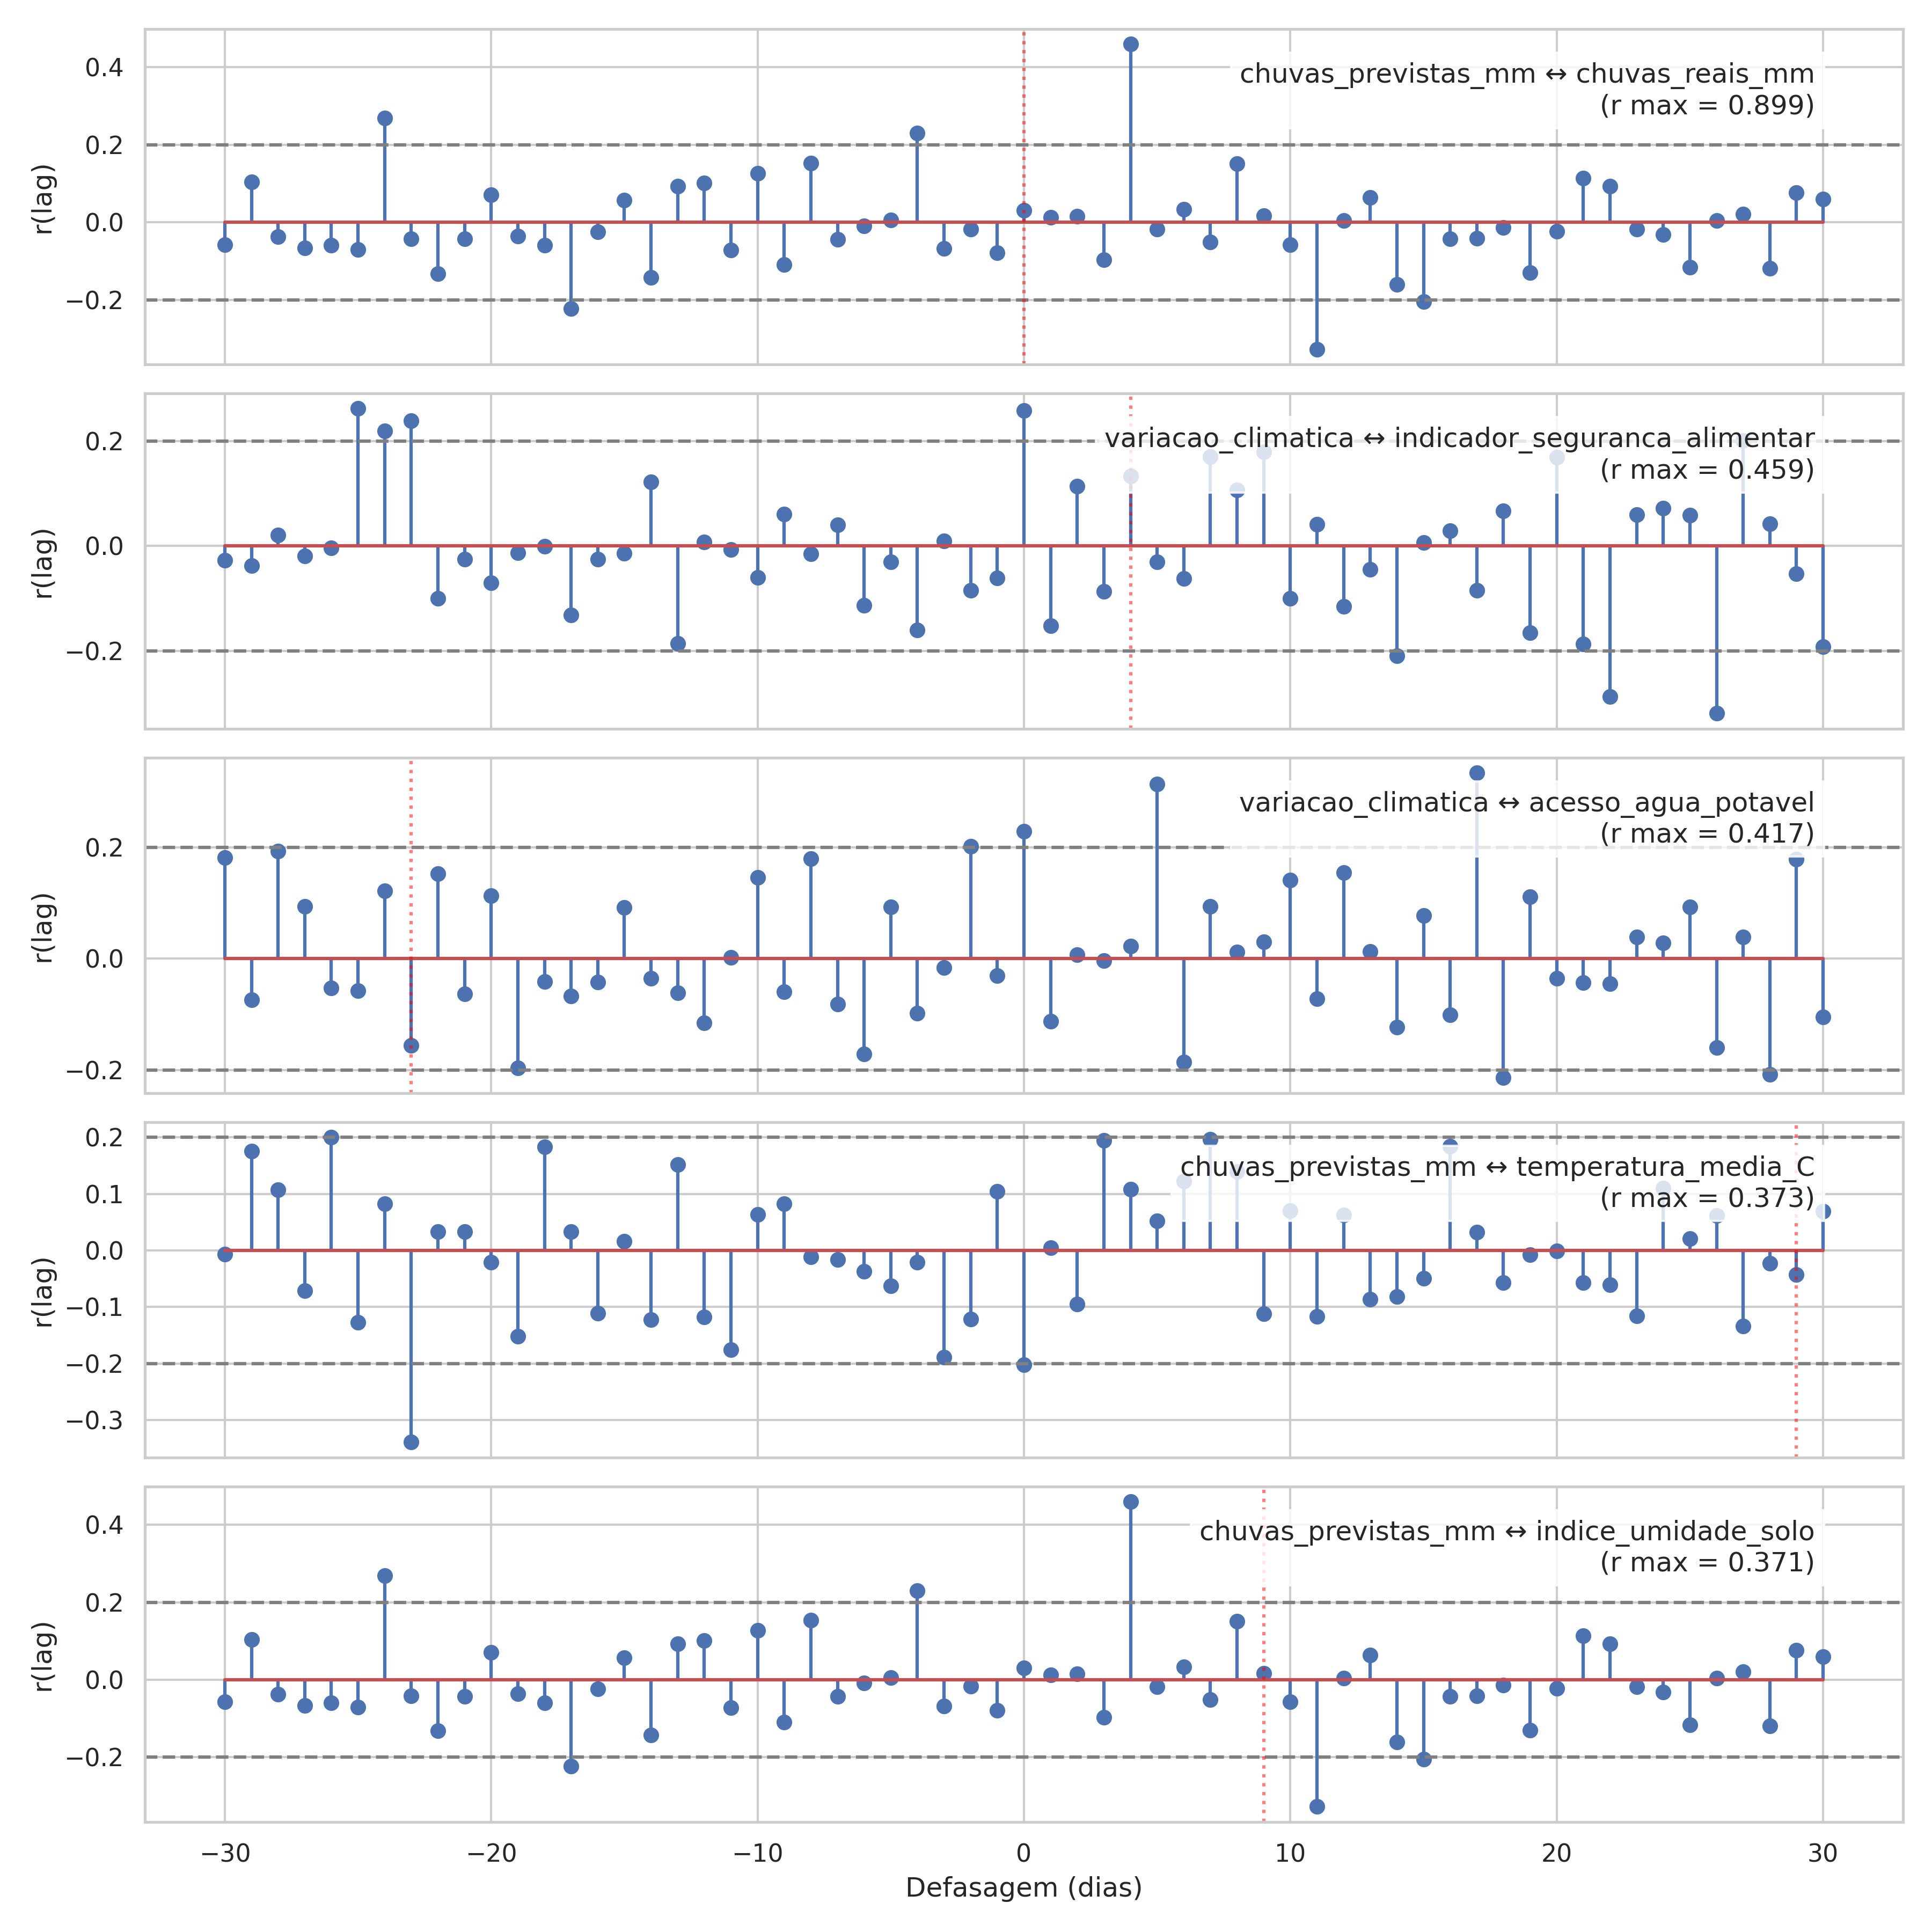 0.4
0.2
0.0
−0.2
r(lag)
chuvas_previstas_mm ↔ chuvas_reais_mm
(r max = 0.899)
0.2
0.0
−0.2
r(lag)
variacao_climatica ↔ indicador_seguranca_alimentar
(r max = 0.459)
0.2
0.0
−0.2
r(lag)
variacao_climatica ↔ acesso_agua_potavel
(r max = 0.417)
0.2
0.1
0.0
−0.1
−0.2
−0.3
r(lag)
chuvas_previstas_mm ↔ temperatura_media_C
(r max = 0.373)
0.4
0.2
0.0
−0.2
r(lag)
chuvas_previstas_mm ↔ indice_umidade_solo
(r max = 0.371)
−30 −20 −10 0 10 20 30
Defasagem (dias)